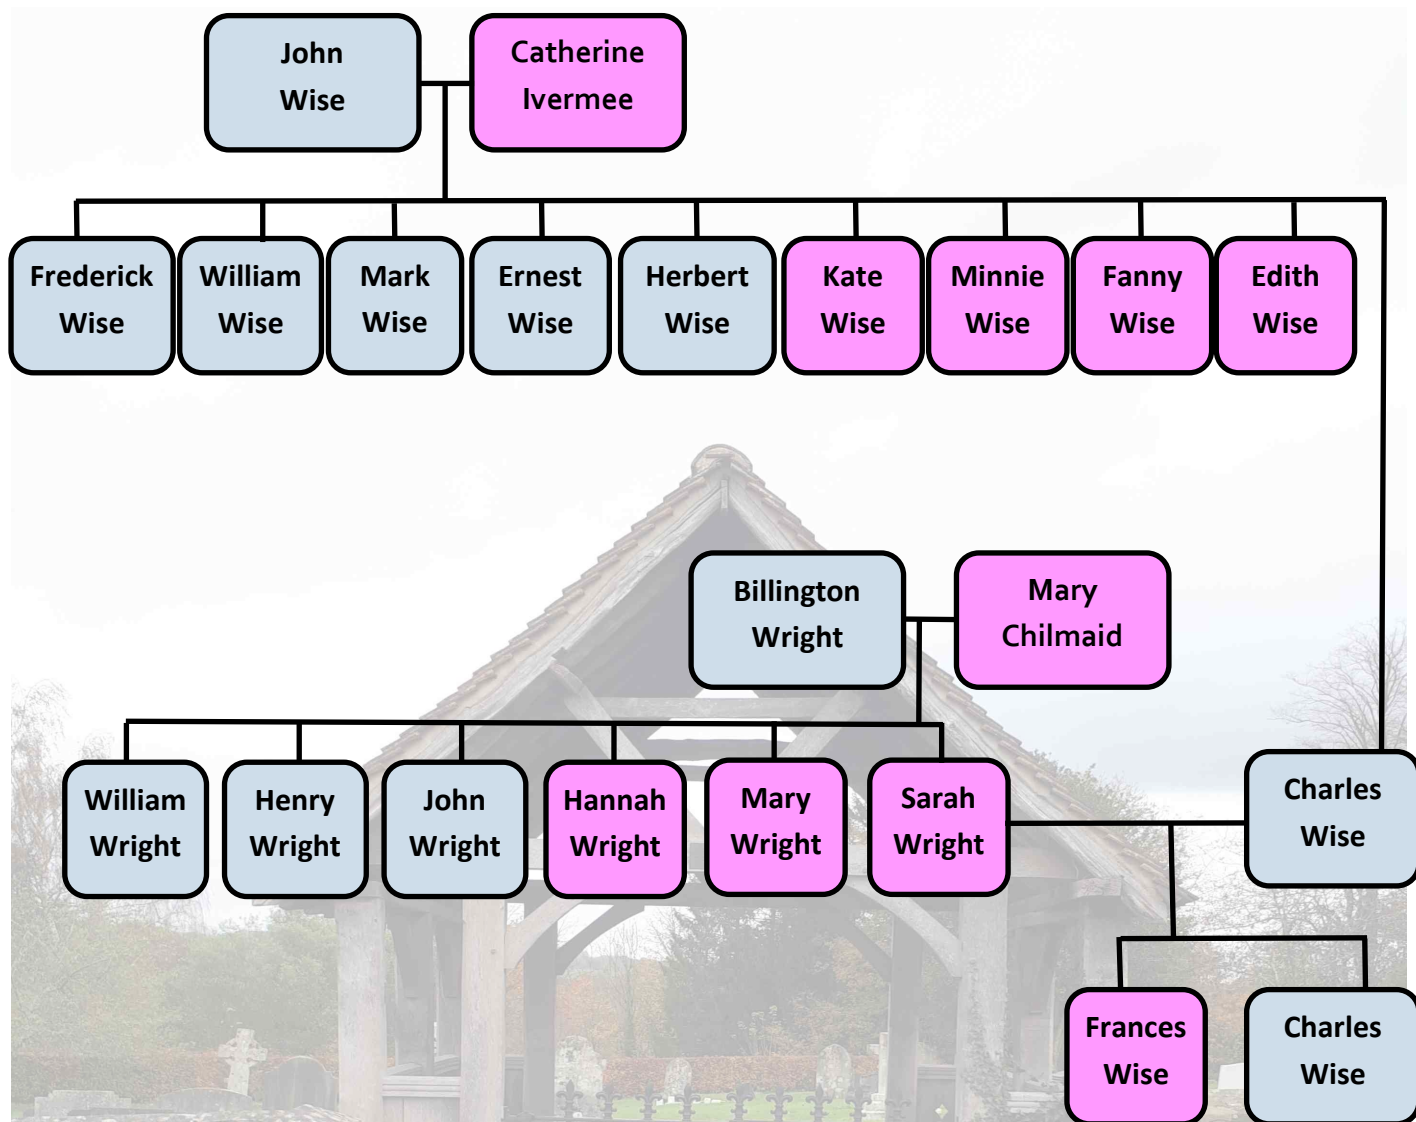 John
Wise
Catherine
Ivermee
Frederick
Wise
William
Wise
Mark
Wise
Ernest
Wise
Herbert
Wise
Kate
Wise
Minnie
Wise
Fanny
Wise
Edith
Wise
Billington
Wright
Mary
Chilmaid
William
Wright
Henry
Wright
John
Wright
Hannah
Wright
Mary
Wright
Sarah
Wright
Charles
Wise
Frances
Wise
Charles
Wise